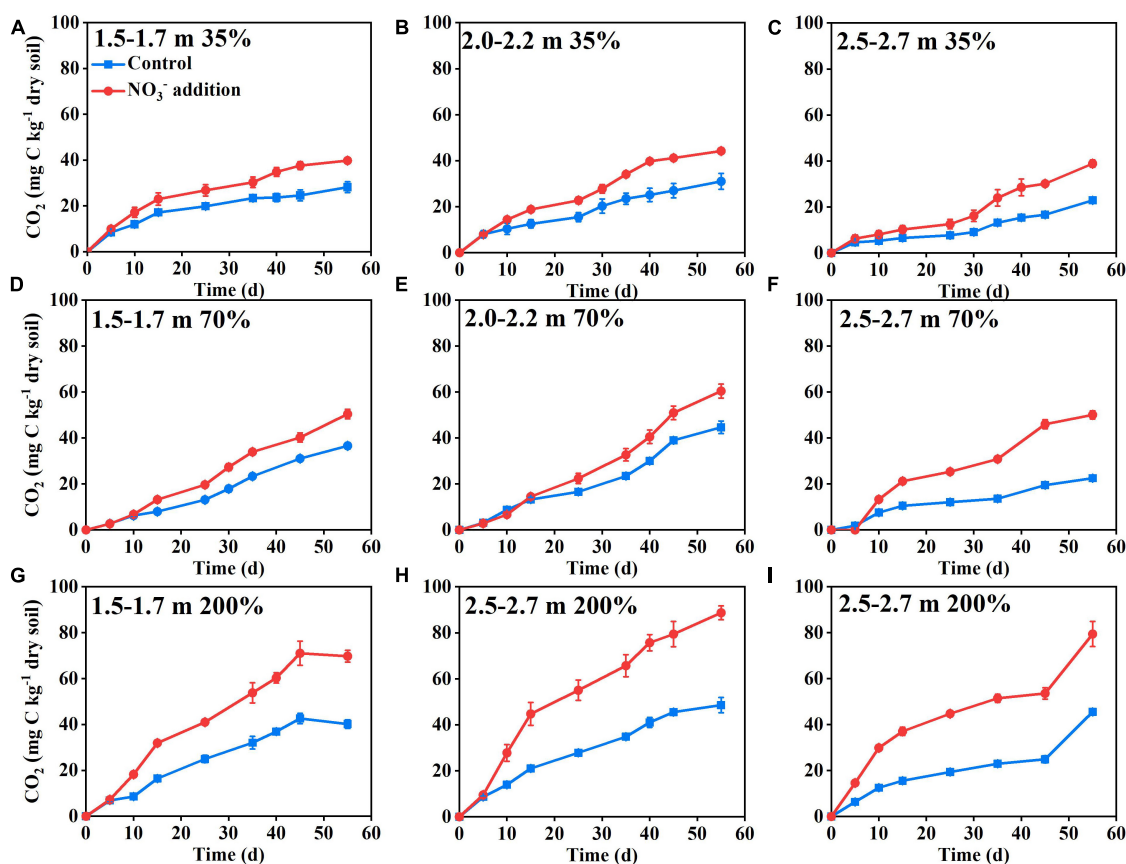 A
1.5-1.7 m 35%
Control
NO₃⁻ addition
CO₂ (mg C kg⁻¹ dry soil)
100
80
60
40
20
0
0 10 20 30 40 50 60
Time (d)
B
2.0-2.2 m 35%
100
80
60
40
20
0
0 10 20 30 40 50 60
Time (d)
C
2.5-2.7 m 35%
100
80
60
40
20
0
0 10 20 30 40 50 60
Time (d)
D
1.5-1.7 m 70%
CO₂ (mg C kg⁻¹ dry soil)
100
80
60
40
20
0
0 10 20 30 40 50 60
Time (d)
E
2.0-2.2 m 70%
100
80
60
40
20
0
0 10 20 30 40 50 60
Time (d)
F
2.5-2.7 m 70%
100
80
60
40
20
0
0 10 20 30 40 50 60
Time (d)
G
1.5-1.7 m 200%
CO₂ (mg C kg⁻¹ dry soil)
100
80
60
40
20
0
0 10 20 30 40 50 60
Time (d)
H
2.5-2.7 m 200%
100
80
60
40
20
0
0 10 20 30 40 50 60
Time (d)
I
2.5-2.7 m 200%
100
80
60
40
20
0
0 10 20 30 40 50 60
Time (d)